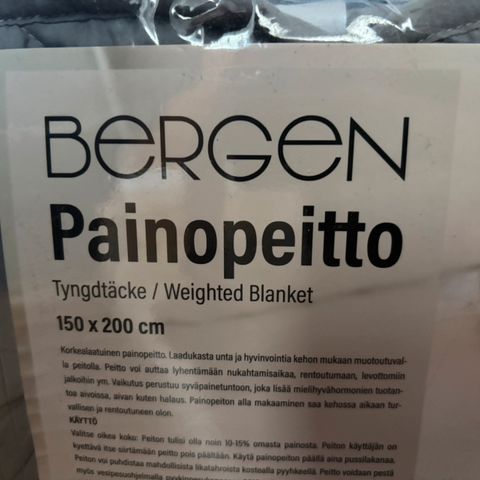 BERGEN
Painopeitto
Tyngdtäcke / Weighted Blanket
150 x 200 cm
Korkealaatuinen painopeitto. Laadukasta unta ja hyvinvointia kehon mukaan muotoutuval-
la peitolla. Peitto voi auttaa lyhentämään nukahtamisaikaa, rentoutumaan, levottomiin
jalkoihin ym. Vaikutus perustuu syväpainetuntoon, joka lisää mielihyvähormonien tuotan-
toa aivoissa, aivan kuten halaus. Painopeiton alla makaaminen saa kehossa aikaan tur-
vallisen ja rentoutuneen olon.
KÄYTTÖ
Valitse oikea koko: Peiton tulisi olla noin 10-15% omasta painosta. Peiton käyttäjän on
kyettävä itse siirtämään peitto pois päältään. Käytä painopeiton päällä aina pussilakanaa.
Peiton voi puhdistaa mahdollisista likatahroista kostealla pyyhkeellä. Peitto voidaan pestä
myös vesipesuohjelmalla